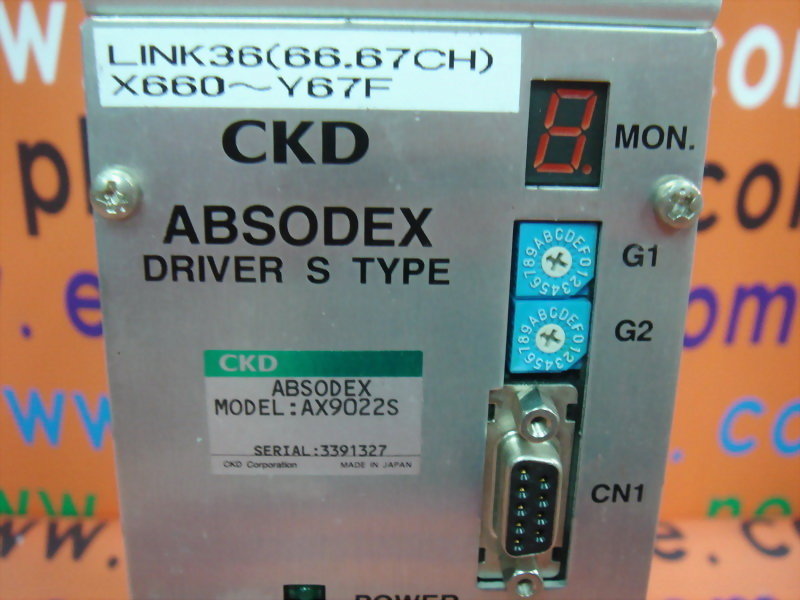 LINK36(66.67CH)
X660～Y67F
CKD
8.
MON.
ABSODEX
DRIVER S TYPE
G1
G2
CKD
ABSODEX
MODEL:AX9022S
SERIAL:3391327
CKD Corporation MADE IN JAPAN
CN1
POWER